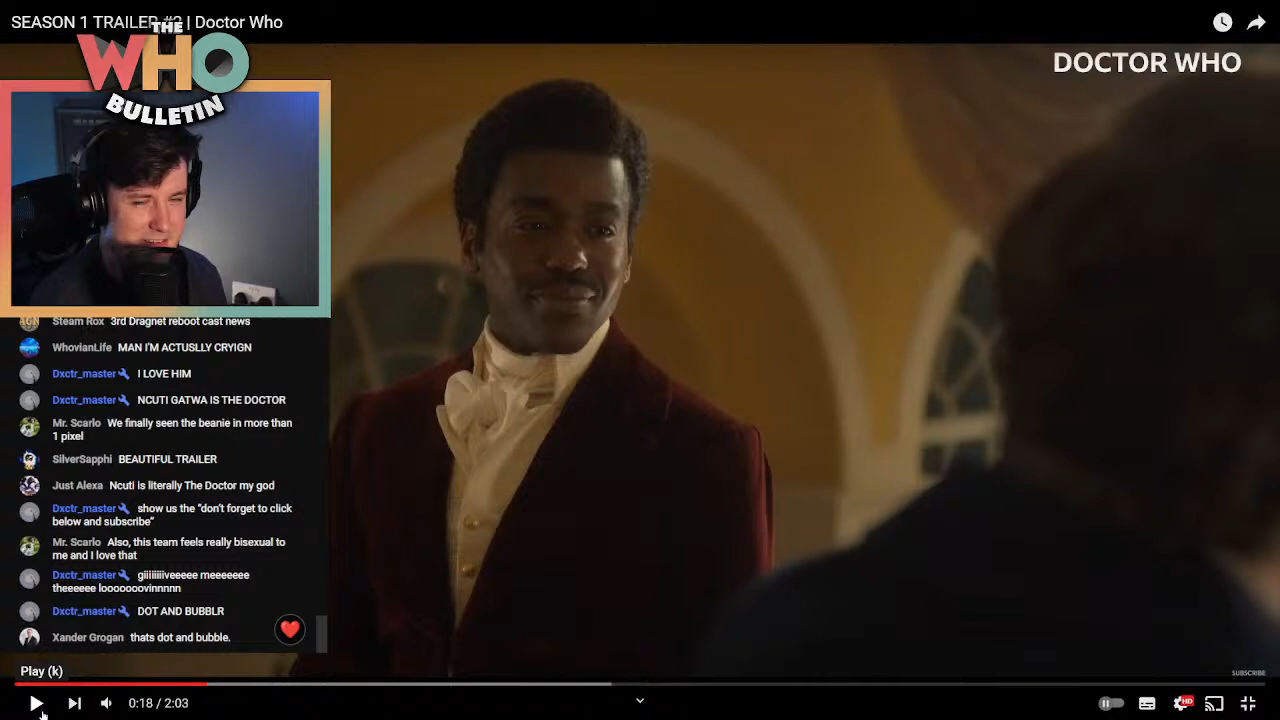 SEASON 1 TRAILER #2 | Doctor Who
THE
WHO
BULLETIN
DOCTOR WHO
Steam Rox 3rd Dragnet reboot cast news
WhovianLife MAN I'M ACTUSLLY CRYIGN
Dxctr_master I LOVE HIM
Dxctr_master NCUTI GATWA IS THE DOCTOR
Mr. Scarlo We finally seen the beanie in more than
1 pixel
SilverSapphi BEAUTIFUL TRAILER
Just Alexa Ncuti is literally The Doctor my god
Dxctr_master show us the "don't forget to click
below and subscribe"
Mr. Scarlo Also, this team feels really bisexual to
me and I love that
Dxctr_master giiiiiiiveeeee meeeeeee
theeeeee looooooovinnnnn
Dxctr_master DOT AND BUBBLR
Xander Grogan thats dot and bubble.
Play (k)
SUBSCRIBE
0:18 / 2:03
HD